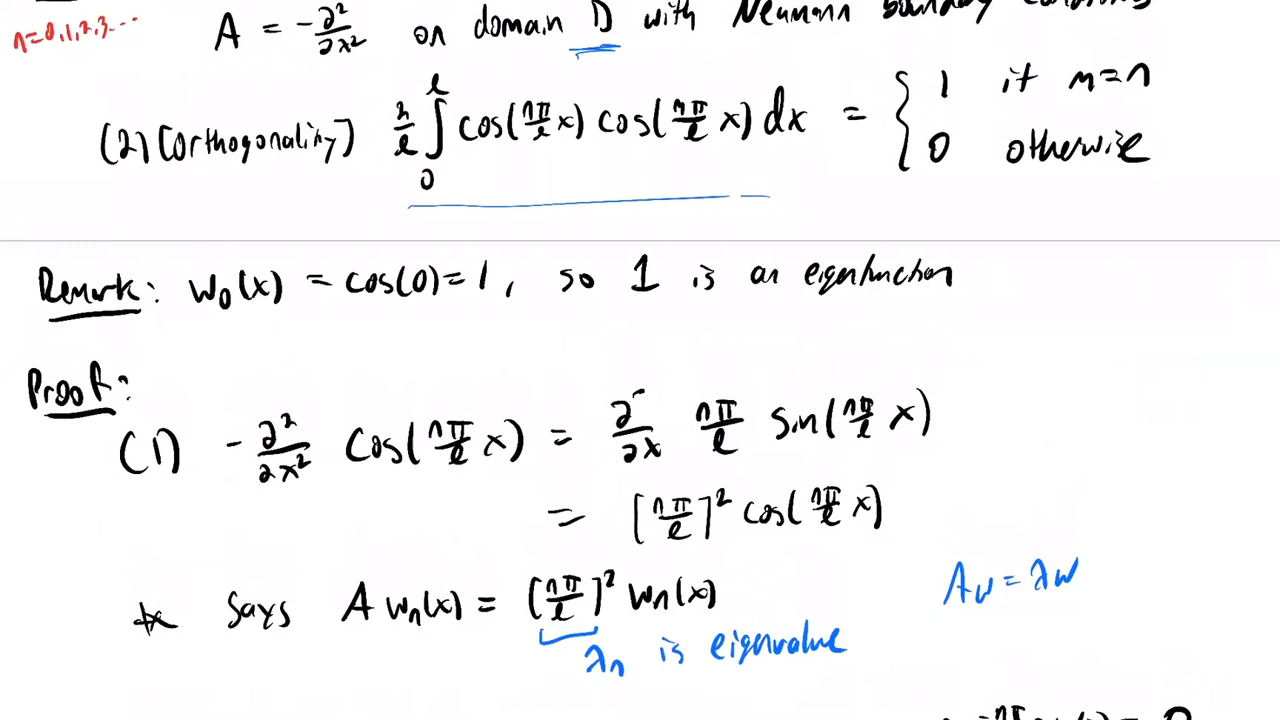 n=0,1,2,3...
A = -∂²/∂x² on domain D with Neumann boundary conditions
(2) [Orthogonality] 2/ℓ ∫₀^ℓ cos(nπ/ℓ x) cos(mπ/ℓ x) dx = { 1 if m=n
0 otherwise
Remark: w₀(x) = cos(0)=1, so 1 is an eigenfunction
Proof:
(1) -∂²/∂x² cos(nπ/ℓ x) = ∂/∂x nπ/ℓ sin(nπ/ℓ x)
= [nπ/ℓ]² cos(nπ/ℓ x)
* Says A wₙ(x) = [nπ/ℓ]² wₙ(x)
Aw = λw
λₙ is eigenvalue